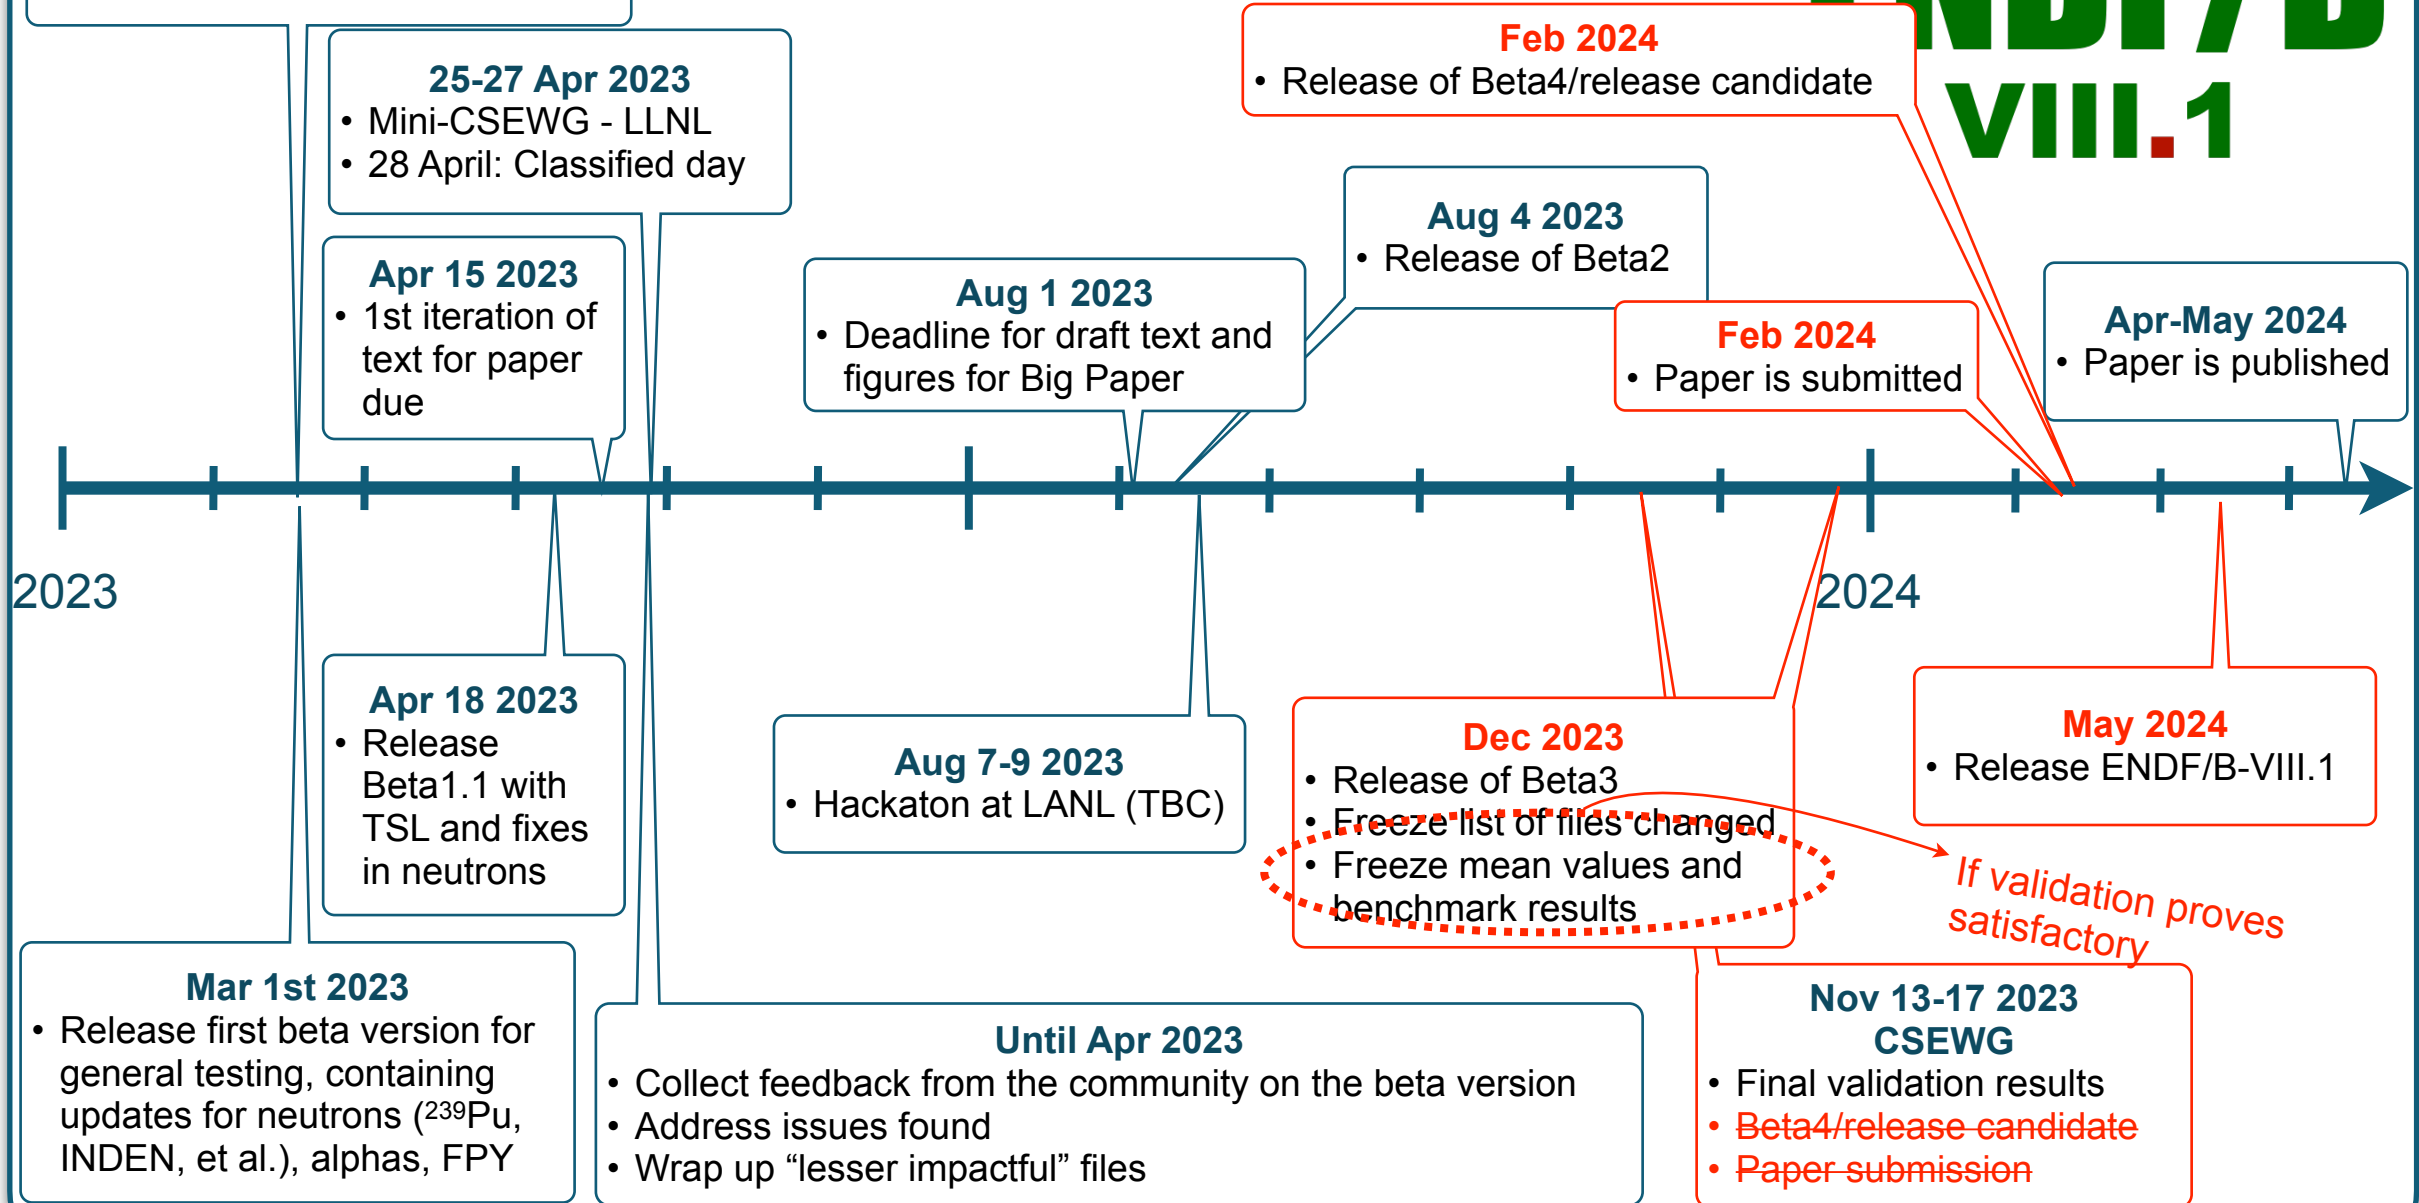 ENDF/B
VIII.1
25-27 Apr 2023
• Mini-CSEWG - LLNL
• 28 April: Classified day
Feb 2024
• Release of Beta4/release candidate
Apr 15 2023
• 1st iteration of
text for paper
due
Aug 1 2023
• Deadline for draft text and
figures for Big Paper
Aug 4 2023
• Release of Beta2
Feb 2024
• Paper is submitted
Apr-May 2024
• Paper is published
2023
2024
Apr 18 2023
• Release
Beta1.1 with
TSL and fixes
in neutrons
Aug 7-9 2023
• Hackaton at LANL (TBC)
Dec 2023
• Release of Beta3
• Freeze list of files changed
• Freeze mean values and
benchmark results
May 2024
• Release ENDF/B-VIII.1
If validation proves
satisfactory
Mar 1st 2023
• Release first beta version for
general testing, containing
updates for neutrons (²³⁹Pu,
INDEN, et al.), alphas, FPY
Until Apr 2023
• Collect feedback from the community on the beta version
• Address issues found
• Wrap up “lesser impactful” files
Nov 13-17 2023
CSEWG
• Final validation results
• Beta4/release candidate
• Paper submission